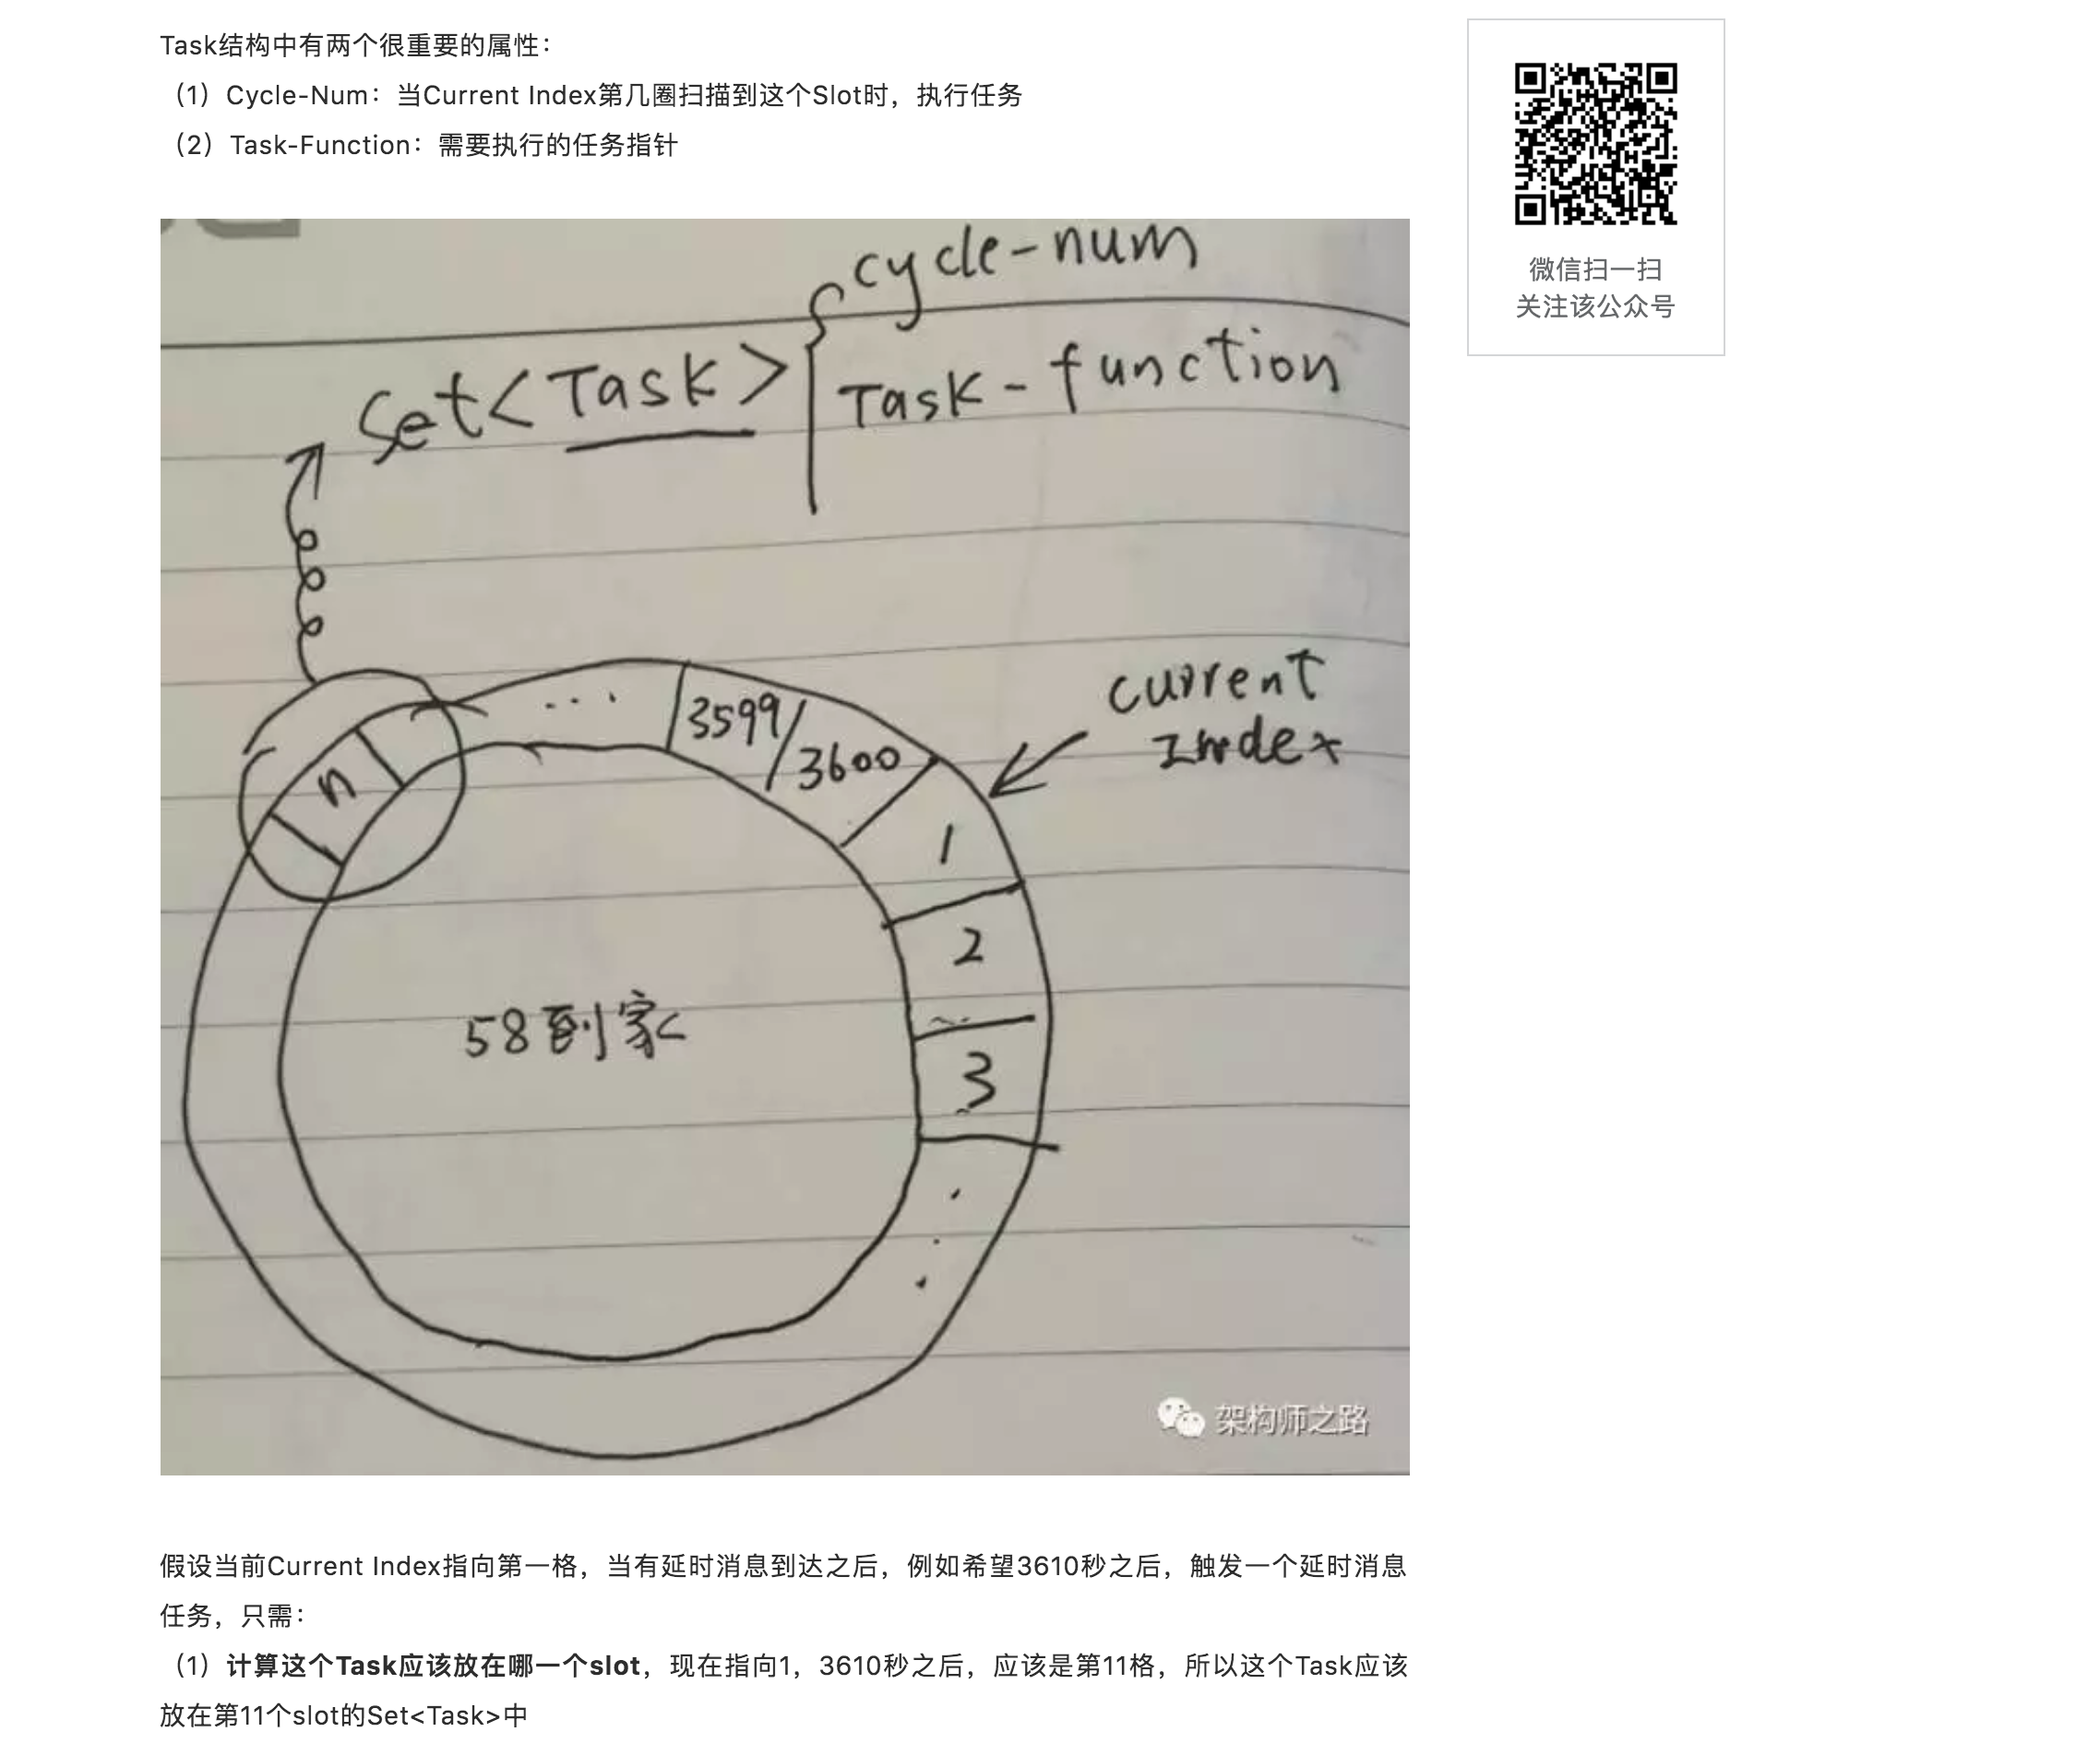 Task结构中有两个很重要的属性：
（1）Cycle-Num：当Current Index第几圈扫描到这个Slot时，执行任务
（2）Task-Function：需要执行的任务指针
微信扫一扫
关注该公众号
cycle-num
Set<Task>
Task-function
current
Index
...
3599
3600
n
1
2
3
58到家
架构师之路
假设当前Current Index指向第一格，当有延时消息到达之后，例如希望3610秒之后，触发一个延时消息
任务，只需：
（1）计算这个Task应该放在哪一个slot，现在指向1，3610秒之后，应该是第11格，所以这个Task应该
放在第11个slot的Set<Task>中